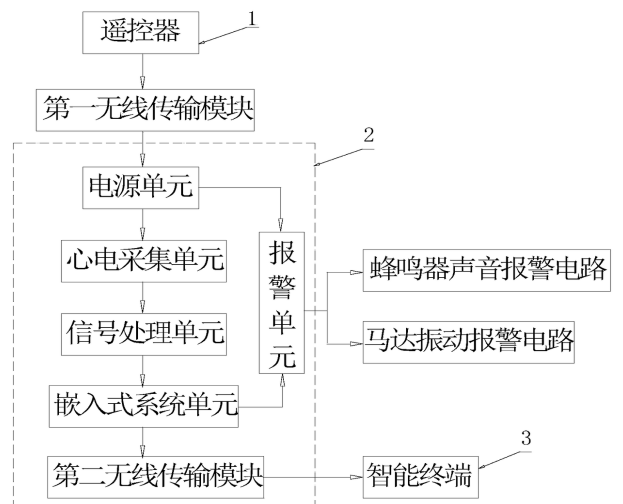 遥控器
1
第一无线传输模块
2
电源单元
心电采集单元
报警单元
蜂鸣器声音报警电路
信号处理单元
马达振动报警电路
嵌入式系统单元
3
第二无线传输模块
智能终端